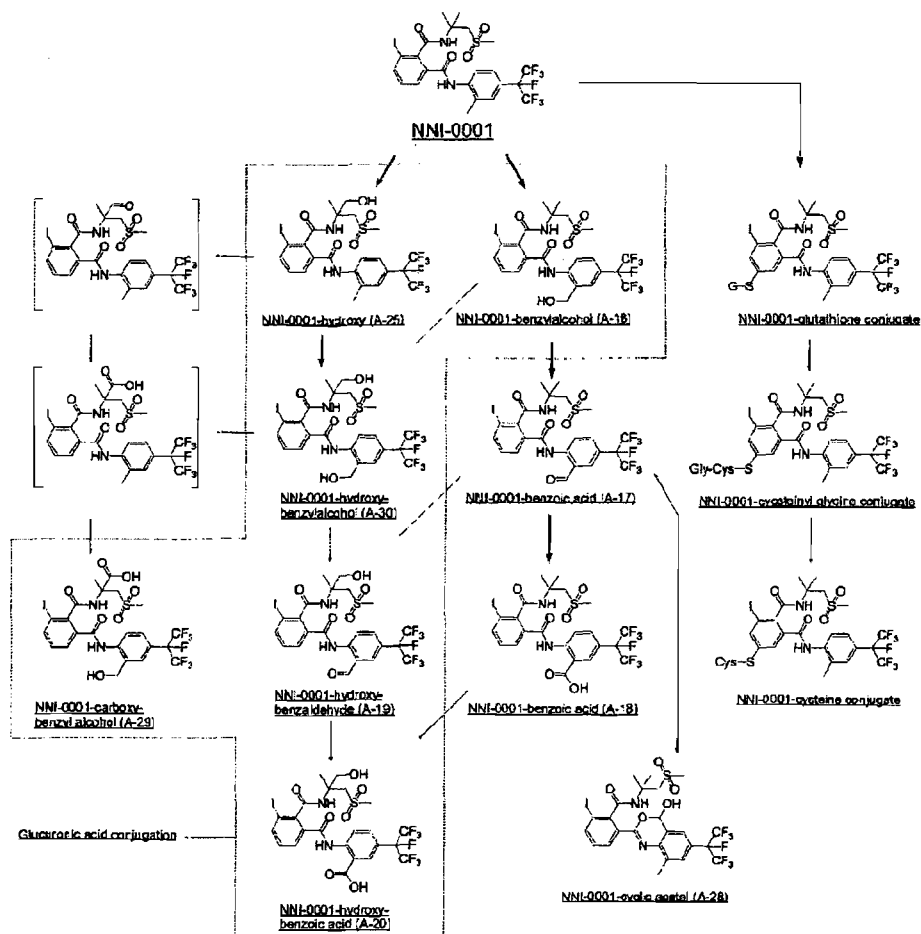 NNI-0001
NNI-0001-hydroxy (A-25)
NNI-0001-benzylalcohol (A-16)
NNI-0001-glutathione conjugate
NNI-0001-hydroxy-
benzylalcohol (A-30)
NNI-0001-benzoic acid (A-17)
NNI-0001-cysteinyl glycine conjugate
NNI-0001-carboxy-
benzyl alcohol (A-29)
NNI-0001-hydroxy-
benzaldehyde (A-19)
NNI-0001-benzoic acid (A-18)
NNI-0001-cysteine conjugate
Glucuronic acid conjugation
NNI-0001-hydroxy-
benzoic acid (A-20)
NNI-0001-cyclic acetal (A-28)
Gly-Cys
Cys